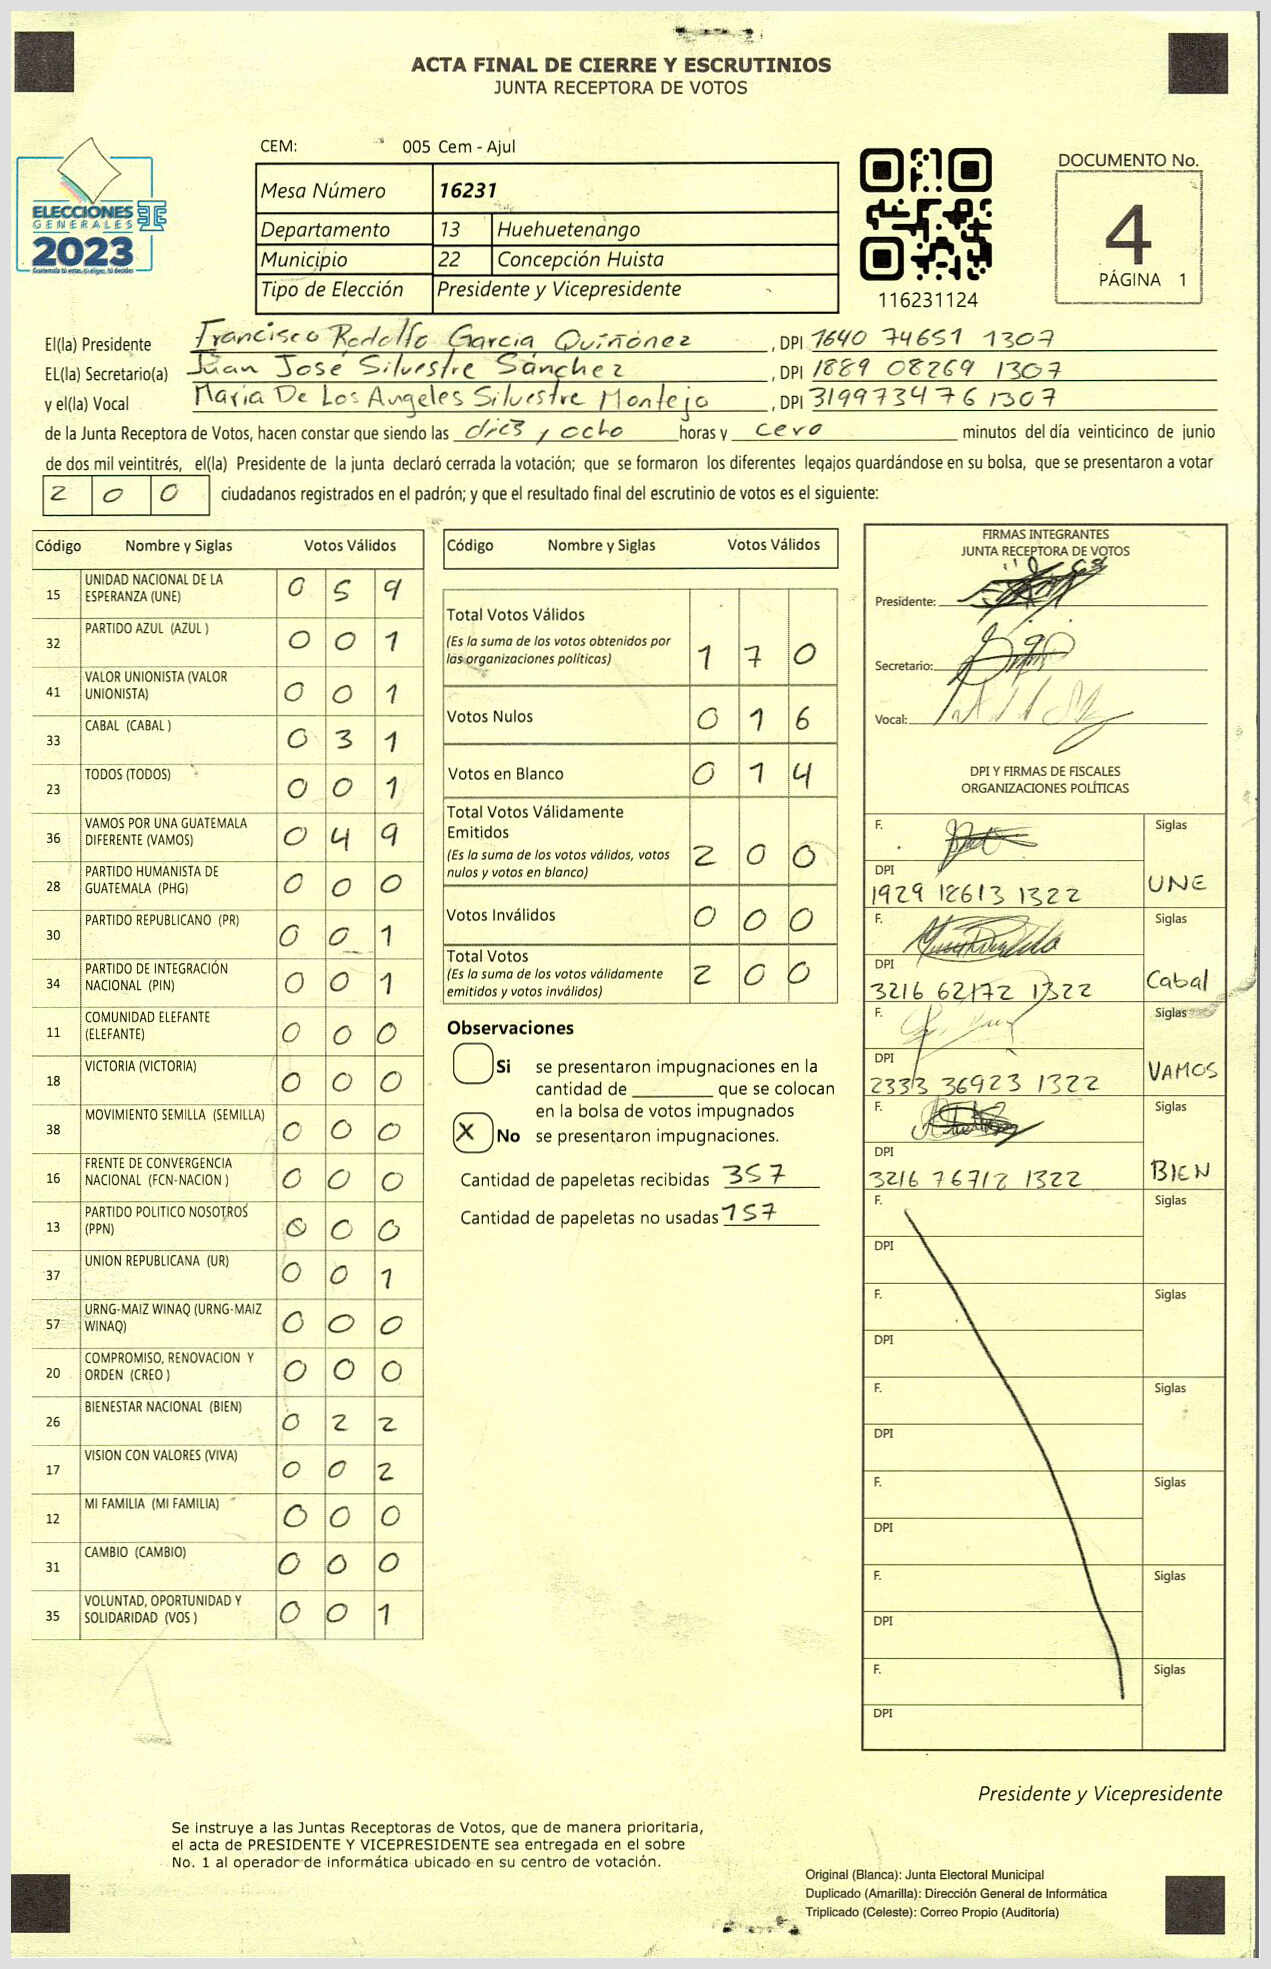 ACTA FINAL DE CIERRE Y ESCRUTINIOS
JUNTA RECEPTORA DE VOTOS
ELECCIONES
GENERALES
2023
CEM: 005 Cem - Ajul
Mesa Número 16231
Departamento 13 Huehuetenango
Municipio 22 Concepción Huista
Tipo de Elección Presidente y Vicepresidente
116231124
DOCUMENTO No.
4
PÁGINA 1
El(la) Presidente Francisco Rodolfo Garcia Quiñónez, DPI 1640 74651 1307
EL(la) Secretario(a) Juan José Silvestre Sánchez, DPI 1889 08269 1307
y el(la) Vocal Maria De Los Angeles Silvestre Montejo, DPI 319973476 1307
de la Junta Receptora de Votos, hacen constar que siendo las diez y ocho horas y cero minutos del día veinticinco de junio
de dos mil veintitrés, el(la) Presidente de la junta declaró cerrada la votación; que se formaron los diferentes legajos guardándose en su bolsa, que se presentaron a votar
2 0 0 ciudadanos registrados en el padrón; y que el resultado final del escrutinio de votos es el siguiente:
Código Nombre y Siglas Votos Válidos
15 UNIDAD NACIONAL DE LA ESPERANZA (UNE) 0 5 9
32 PARTIDO AZUL (AZUL ) 0 0 1
41 VALOR UNIONISTA (VALOR UNIONISTA) 0 0 1
33 CABAL (CABAL ) 0 3 1
23 TODOS (TODOS) 0 0 1
36 VAMOS POR UNA GUATEMALA DIFERENTE (VAMOS) 0 4 9
28 PARTIDO HUMANISTA DE GUATEMALA (PHG) 0 0 0
30 PARTIDO REPUBLICANO (PR) 0 0 1
34 PARTIDO DE INTEGRACIÓN NACIONAL (PIN) 0 0 1
11 COMUNIDAD ELEFANTE (ELEFANTE) 0 0 0
18 VICTORIA (VICTORIA) 0 0 0
38 MOVIMIENTO SEMILLA (SEMILLA) 0 0 0
16 FRENTE DE CONVERGENCIA NACIONAL (FCN-NACION ) 0 0 0
13 PARTIDO POLITICO NOSOTROS (PPN) 0 0 0
37 UNION REPUBLICANA (UR) 0 0 1
57 URNG-MAIZ WINAQ (URNG-MAIZ WINAQ) 0 0 0
20 COMPROMISO, RENOVACION Y ORDEN (CREO ) 0 0 0
26 BIENESTAR NACIONAL (BIEN) 0 2 2
17 VISION CON VALORES (VIVA) 0 0 2
12 MI FAMILIA (MI FAMILIA) 0 0 0
31 CAMBIO (CAMBIO) 0 0 0
35 VOLUNTAD, OPORTUNIDAD Y SOLIDARIDAD (VOS ) 0 0 1
Código Nombre y Siglas Votos Válidos
Total Votos Válidos
(Es la suma de los votos obtenidos por
las organizaciones políticas) 1 7 0
Votos Nulos 0 1 6
Votos en Blanco 0 1 4
Total Votos Válidamente
Emitidos
(Es la suma de los votos válidos, votos
nulos y votos en blanco) 2 0 0
Votos Inválidos 0 0 0
Total Votos
(Es la suma de los votos válidamente
emitidos y votos inválidos) 2 0 0
Observaciones
Si se presentaron impugnaciones en la
cantidad de ________ que se colocan
en la bolsa de votos impugnados
X No se presentaron impugnaciones.
Cantidad de papeletas recibidas 357
Cantidad de papeletas no usadas 157
FIRMAS INTEGRANTES
JUNTA RECEPTORA DE VOTOS
Presidente:
Secretario:
Vocal:
DPI Y FIRMAS DE FISCALES
ORGANIZACIONES POLÍTICAS
F. Siglas
DPI
1929 18613 1322 UNE
F. Siglas
DPI
3216 62172 1322 Cabal
F. Siglas
DPI
2333 36923 1322 VAMOS
F. Siglas
DPI
3216 76712 1322 BIEN
F. Siglas
DPI
F. Siglas
DPI
F. Siglas
DPI
F. Siglas
DPI
F. Siglas
DPI
F. Siglas
DPI
Presidente y Vicepresidente
Se instruye a las Juntas Receptoras de Votos, que de manera prioritaria,
el acta de PRESIDENTE Y VICEPRESIDENTE sea entregada en el sobre
No. 1 al operador de informática ubicado en su centro de votación.
Original (Blanca): Junta Electoral Municipal
Duplicado (Amarilla): Dirección General de Informática
Triplicado (Celeste): Correo Propio (Auditoría)